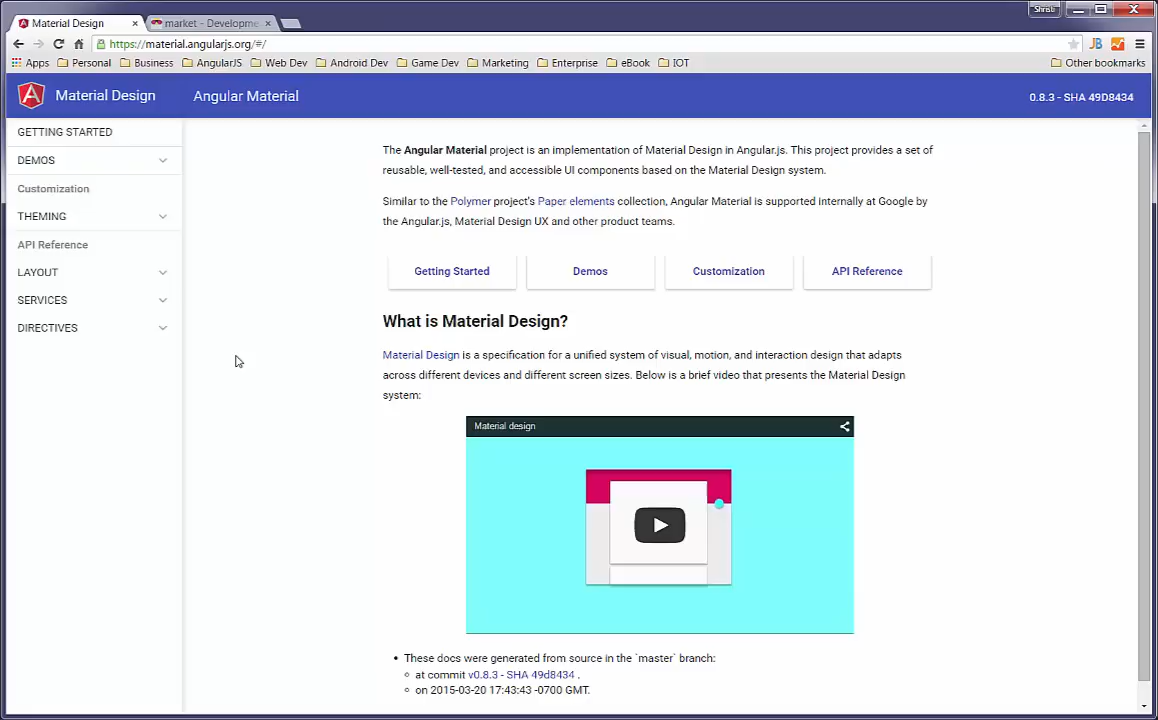 Material Design
market - Developme
Shristi
https://material.angularjs.org/#/
Apps Personal Business AngularJS Web Dev Android Dev Game Dev Marketing Enterprise eBook IOT Other bookmarks
Material Design Angular Material 0.8.3 - SHA 49D8434
GETTING STARTED
DEMOS
Customization
THEMING
API Reference
LAYOUT
SERVICES
DIRECTIVES
The Angular Material project is an implementation of Material Design in Angular.js. This project provides a set of
reusable, well-tested, and accessible UI components based on the Material Design system.
Similar to the Polymer project's Paper elements collection, Angular Material is supported internally at Google by
the Angular.js, Material Design UX and other product teams.
Getting Started Demos Customization API Reference
What is Material Design?
Material Design is a specification for a unified system of visual, motion, and interaction design that adapts
across different devices and different screen sizes. Below is a brief video that presents the Material Design
system:
Material design
These docs were generated from source in the `master` branch:
at commit v0.8.3 - SHA 49d8434 .
on 2015-03-20 17:43:43 -0700 GMT.